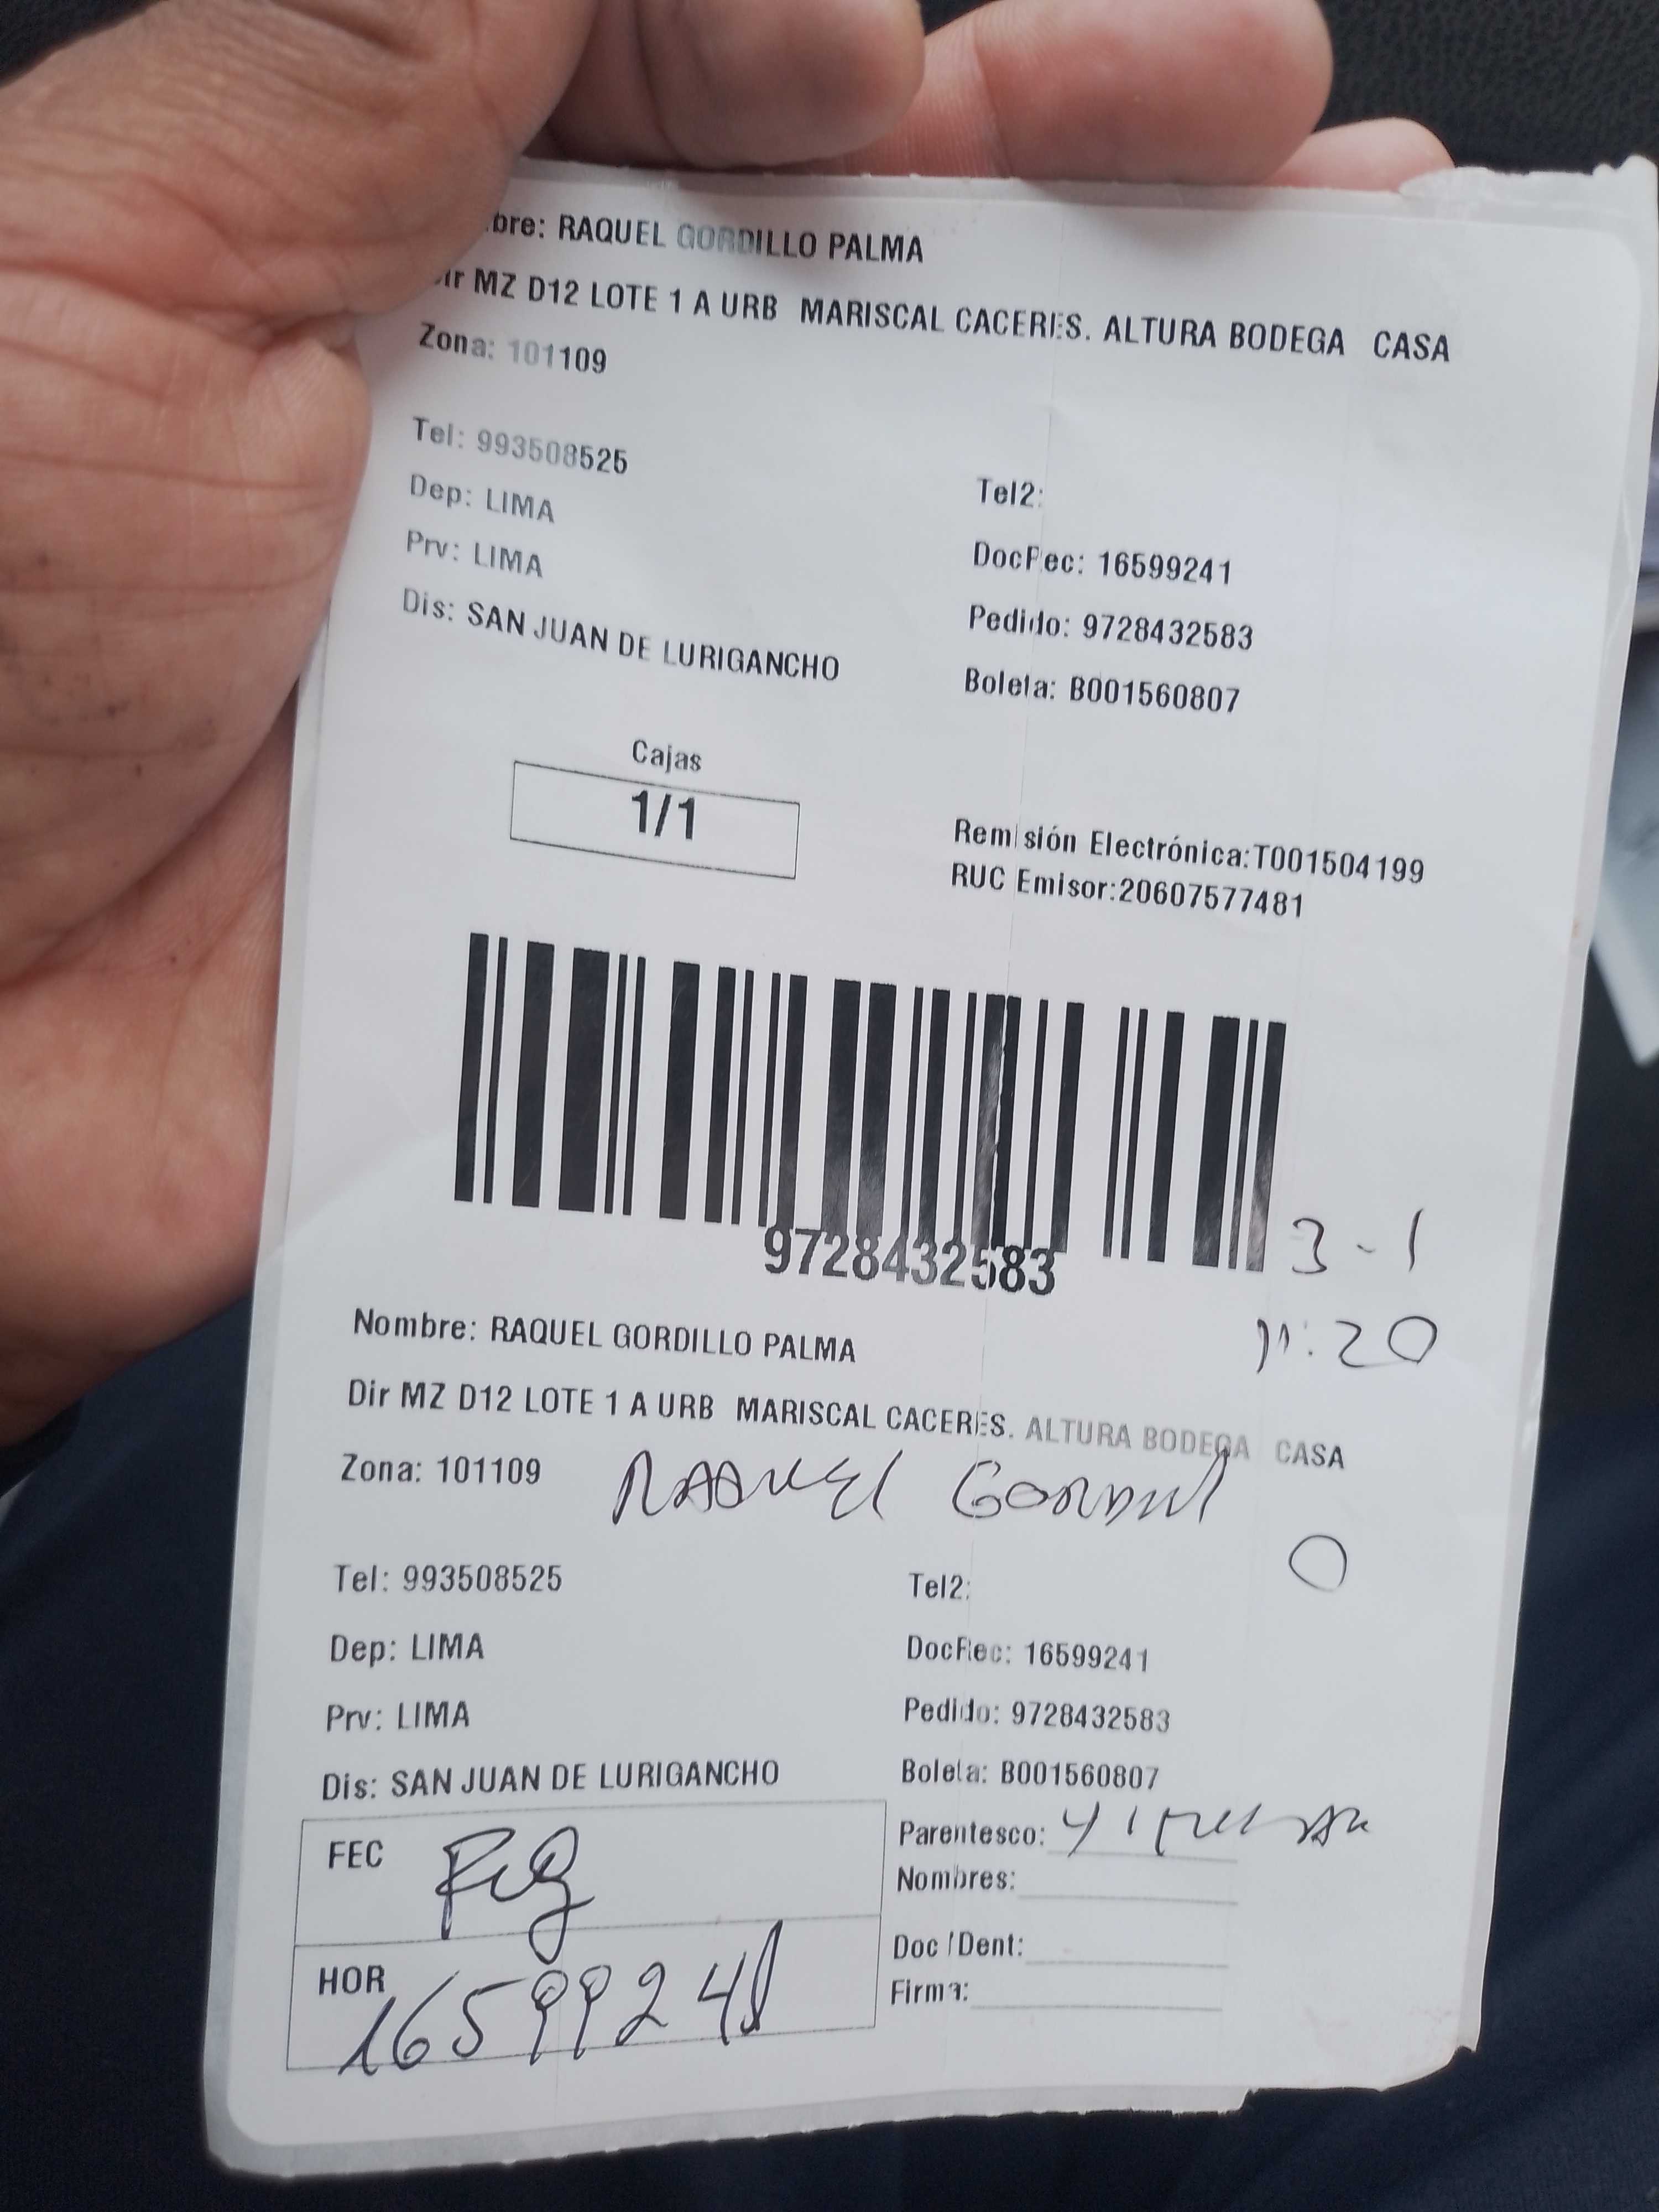 bre: RAQUEL GORDILLO PALMA
Dir MZ D12 LOTE 1 A URB MARISCAL CACERES. ALTURA BODEGA CASA
Zona: 101109
Tel: 993508525
Tel2:
Dep: LIMA
DocRec: 16599241
Prv: LIMA
Pedido: 9728432583
Dis: SAN JUAN DE LURIGANCHO
Boleta: B001560807
Cajas
1/1
Remisión Electrónica:T001504199
RUC Emisor:20607577481
9728432583
3-1
11:20
Nombre: RAQUEL GORDILLO PALMA
Dir MZ D12 LOTE 1 A URB MARISCAL CACERES. ALTURA BODEGA CASA
Zona: 101109
RAQUEL GORDILLO
Tel: 993508525
Tel2:
Dep: LIMA
DocRec: 16599241
Prv: LIMA
Pedido: 9728432583
Dis: SAN JUAN DE LURIGANCHO
Boleta: B001560807
FEC
Parentesco:
Nombres:
HOR 16599241
Doc /Dent:
Firma: